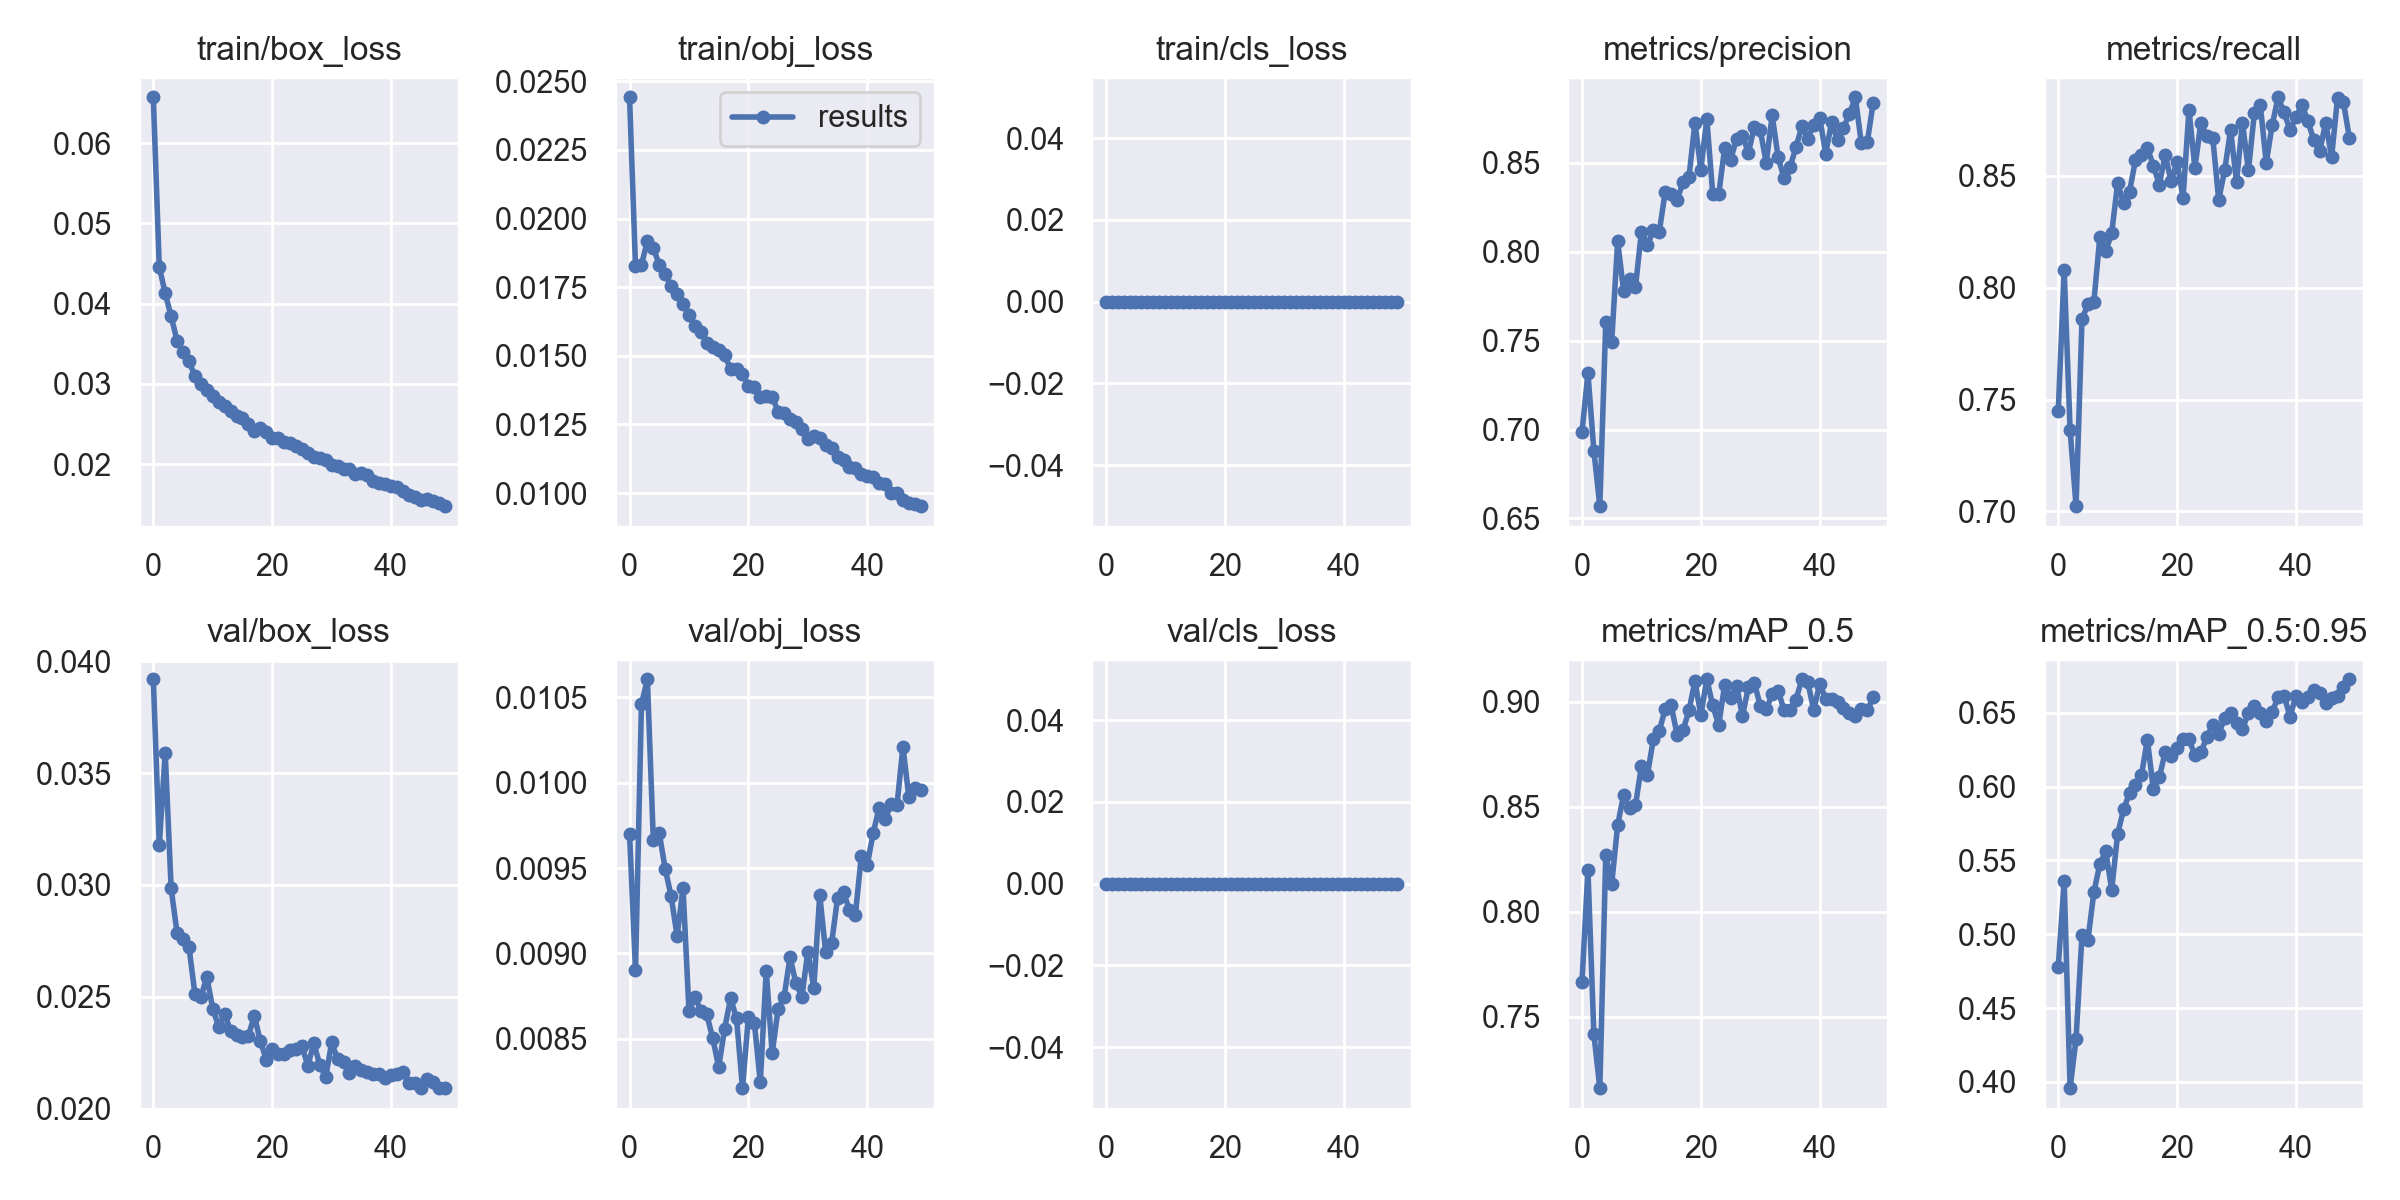 train/box_loss
0.06
0.05
0.04
0.03
0.02
0 20 40
train/obj_loss
results
0.0250
0.0225
0.0200
0.0175
0.0150
0.0125
0.0100
0 20 40
train/cls_loss
0.04
0.02
0.00
−0.02
−0.04
0 20 40
metrics/precision
0.85
0.80
0.75
0.70
0.65
0 20 40
metrics/recall
0.85
0.80
0.75
0.70
0 20 40
val/box_loss
0.040
0.035
0.030
0.025
0.020
0 20 40
val/obj_loss
0.0105
0.0100
0.0095
0.0090
0.0085
0 20 40
val/cls_loss
0.04
0.02
0.00
−0.02
−0.04
0 20 40
metrics/mAP_0.5
0.90
0.85
0.80
0.75
0 20 40
metrics/mAP_0.5:0.95
0.65
0.60
0.55
0.50
0.45
0.40
0 20 40